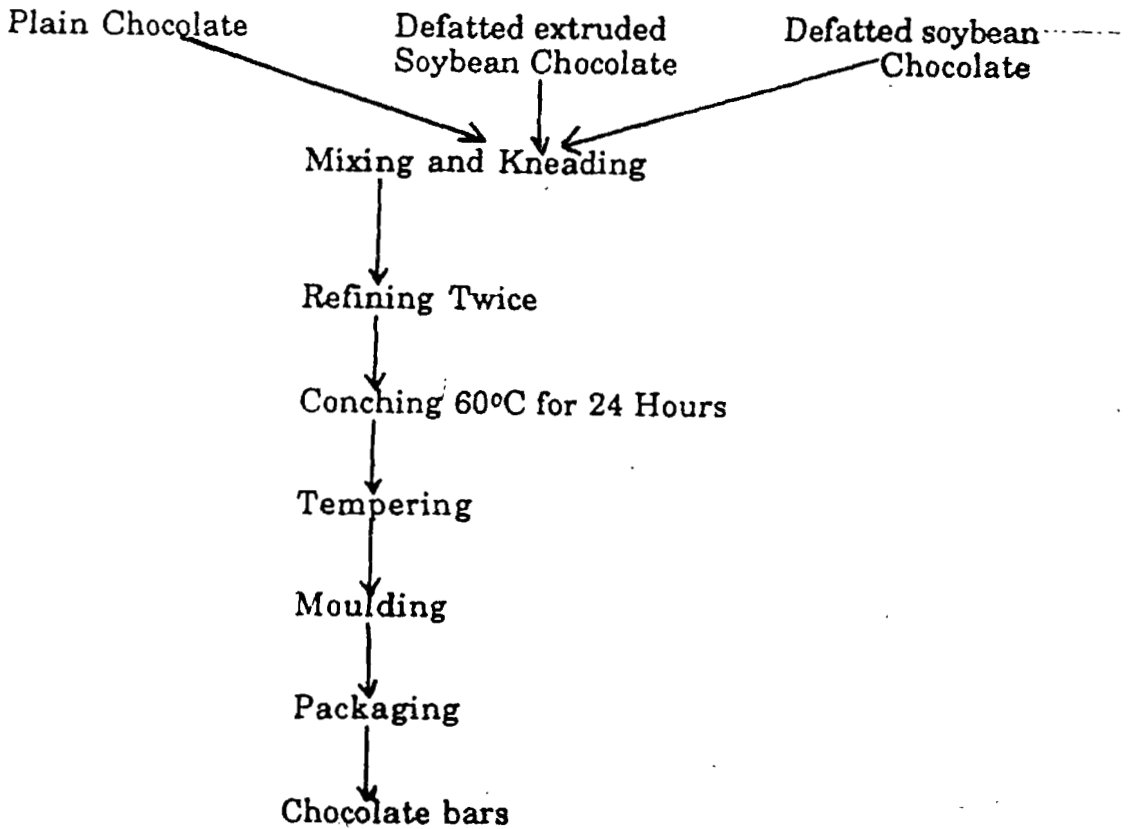 Plain Chocolate
Defatted extruded
Soybean Chocolate
Defatted soybean
Chocolate
Mixing and Kneading
Refining Twice
Conching 60ºC for 24 Hours
Tempering
Moulding
Packaging
Chocolate bars